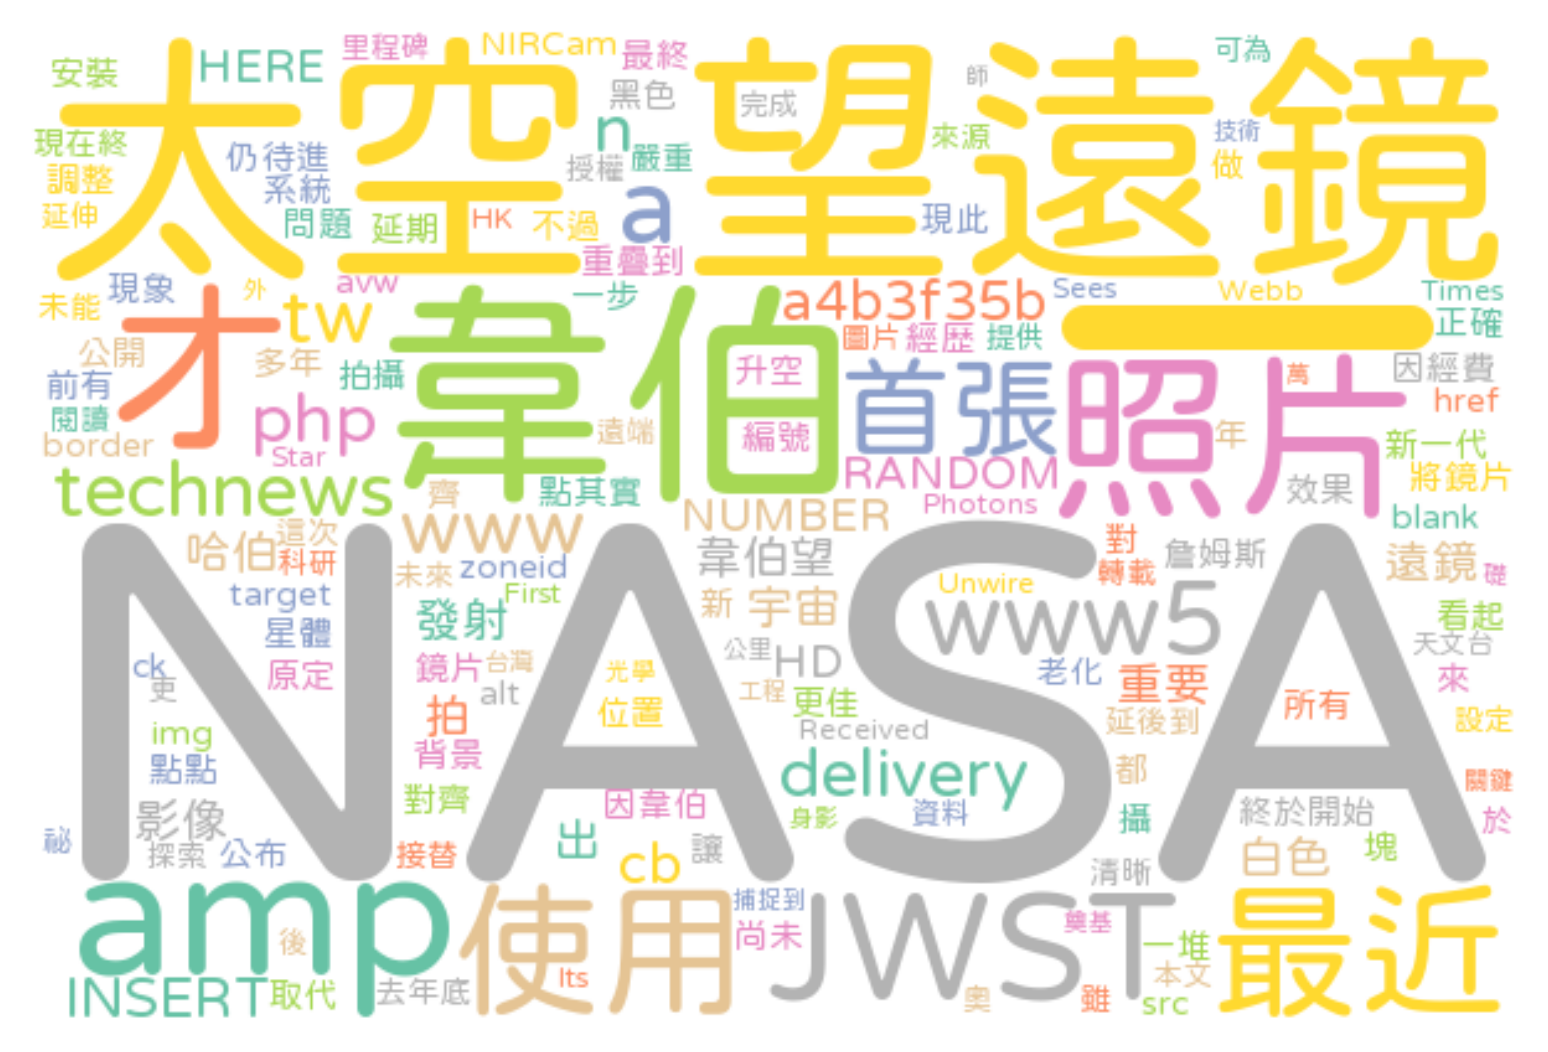 安裝 HERE 里程碑 NIRCam 最終 可為
太空望遠鏡
黑色 完成 師
現在終 仍待進 n 授權 嚴重 來源 技術
調整 系統 做
延伸 問題 延期 HK 不過 a 現此
重疊到
現象 外 avw 一步 Sees Webb Times
未能 tw a4b3f35b 一 正確
才 韋伯
公開 多年 圖片 經歷 提供 因經費
前有 拍攝 升空 首張 照片 萬 href
閱讀 php 遠端 編號 年 新一代
border Star RANDOM 將鏡片
technews 齊 點其實 NUMBER Photons 效果 blank
NASA
哈伯 這次 www 韋伯望 對 詹姆斯 遠鏡
科研 未來 zoneid Unwire 轉載 礎
target First 新 宇宙 www5 看起
星體 發射 公里 天文台
ck 吏 原定 鏡片 台灣 光學 HD 老化 重要 來
alt 工程 更佳 所有
img 拍 位置 Received 延後到 設定
點點 背景 delivery 都 關鍵
影像 對齊 因韋伯 身影 資料 攝 終於開始 於
祕 探索 公布 接替 出 讓 塊
cb 清晰 白色
amp 使用 捕捉到 JWST 最近
後 尚未 奠基 一堆
INSERT 取代 去年底 Its 奧 雖 本文
src